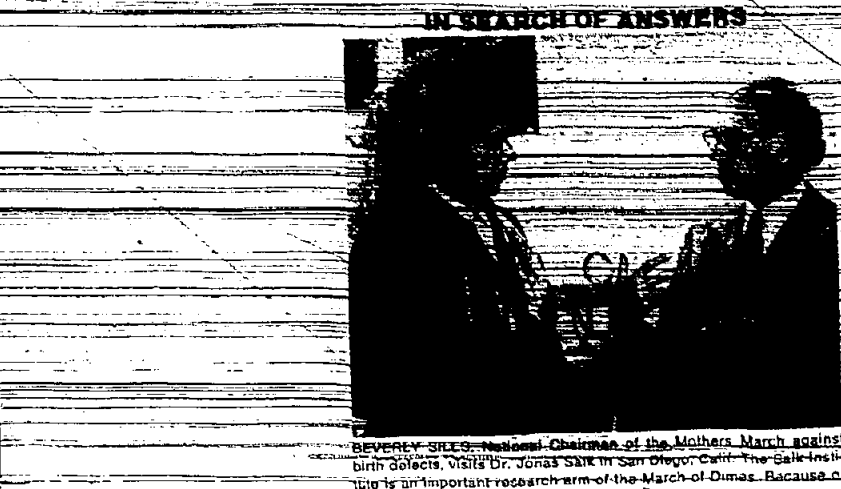 IN SEARCH OF ANSWERS
BEVERLY SILLS, National Chairman of the Mothers March against
birth defects, visits Dr. Jonas Salk in San Diego, Calif. The Salk Insti-
tute is an important research arm of the March of Dimes. Because o